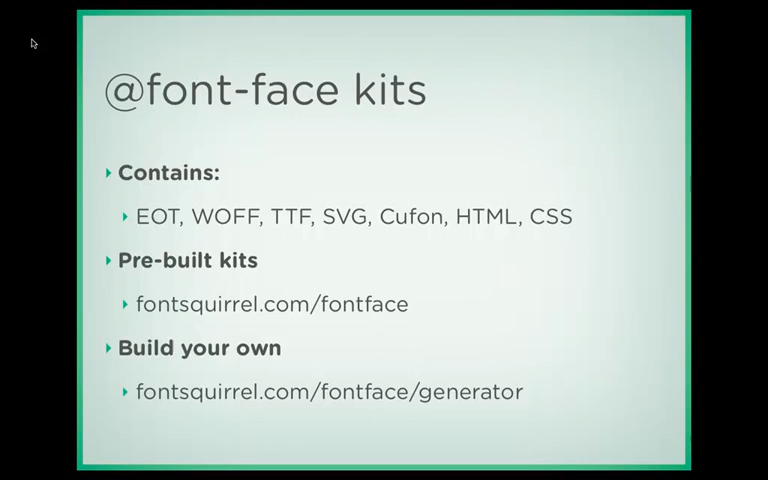 @font-face kits
Contains:
EOT, WOFF, TTF, SVG, Cufon, HTML, CSS
Pre-built kits
fontsquirrel.com/fontface
Build your own
fontsquirrel.com/fontface/generator